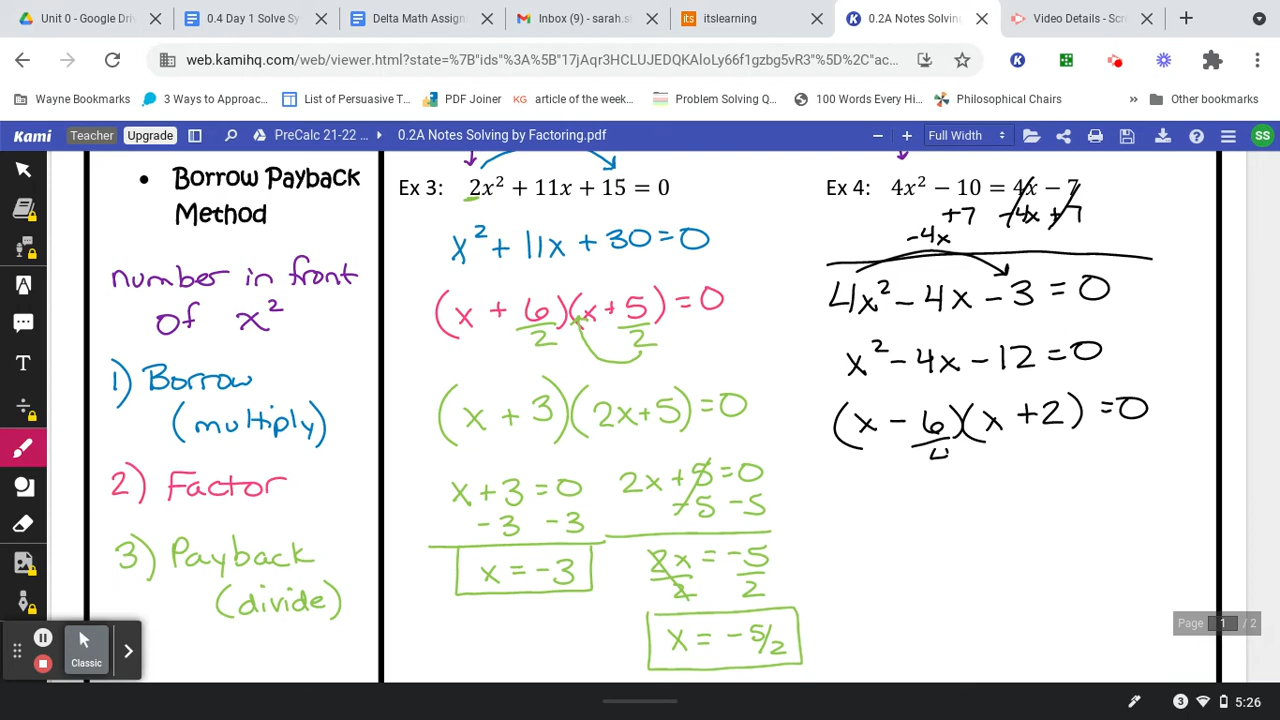 Unit 0 - Google Dri
0.4 Day 1 Solve Sy
Delta Math Assign
Inbox (9) - sarah.s
itslearning
0.2A Notes Solvin
Video Details - Scr
web.kamihq.com/web/viewer.html?state=%7B"ids"%3A%5B"17jAqr3HCLUJEDQKAloLy66f1gzbg5vR3"%5D%2C"ac...
Wayne Bookmarks
3 Ways to Approac...
List of Persuasive T...
PDF Joiner
KG article of the week...
Problem Solving Q...
100 Words Every Hi...
Philosophical Chairs
»
Other bookmarks
Kami
Teacher
Upgrade
PreCalc 21-22 ...
0.2A Notes Solving by Factoring.pdf
Full Width
SS
• Borrow Payback
Method
number in front
of x²
1) Borrow
(multiply)
2) Factor
3) Payback
(divide)
Ex 3: 2x² + 11x + 15 = 0
x² + 11x + 30 = 0
(x + 6/2)(x + 5/2) = 0
(x + 3)(2x+5) = 0
x + 3 = 0
-3 -3
x = -3
2x + 5 = 0
-5 -5
2x/2 = -5/2
x = -5/2
Ex 4: 4x² − 10 = 4x − 7
+7 -4x +7
-4x
4x² - 4x - 3 = 0
x² - 4x - 12 = 0
(x - 6/4)(x + 2) = 0
Page 1 / 2
Classic
3
5:26